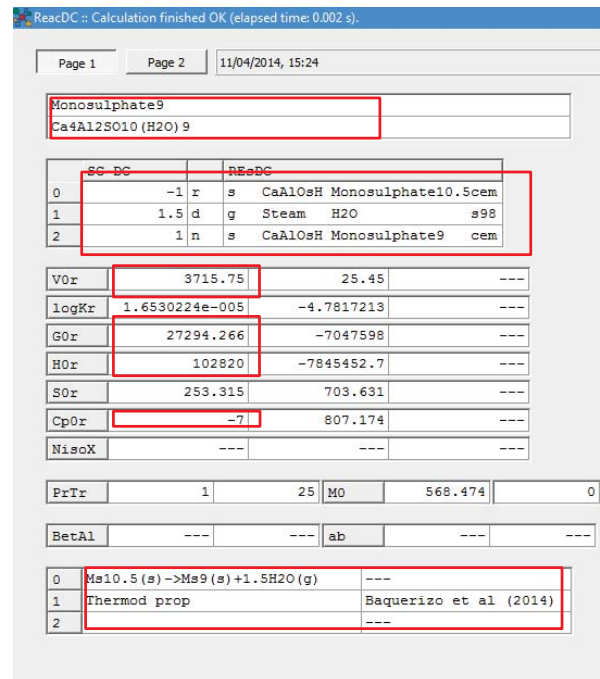 ReacDC :: Calculation finished OK (elapsed time: 0.002 s).
Page 1 Page 2 11/04/2014, 15:24
Monosulphate9
Ca4Al2SO10(H2O)9
SC_DC REsDC
0 -1 r s CaAlOsH Monosulphate10.5cem
1 1.5 d g Steam H2O s98
2 1 n s CaAlOsH Monosulphate9 cem
V0r 3715.75 25.45 ---
logKr 1.6530224e-005 -4.7817213 ---
G0r 27294.266 -7047598 ---
H0r 102820 -7845452.7 ---
S0r 253.315 703.631 ---
Cp0r -7 807.174 ---
NisoX --- --- ---
PrTr 1 25 M0 568.474 0
BetAl --- --- ab --- ---
0 Ms10.5(s)->Ms9(s)+1.5H2O(g) ---
1 Thermod prop Baquerizo et al (2014)
2 ---